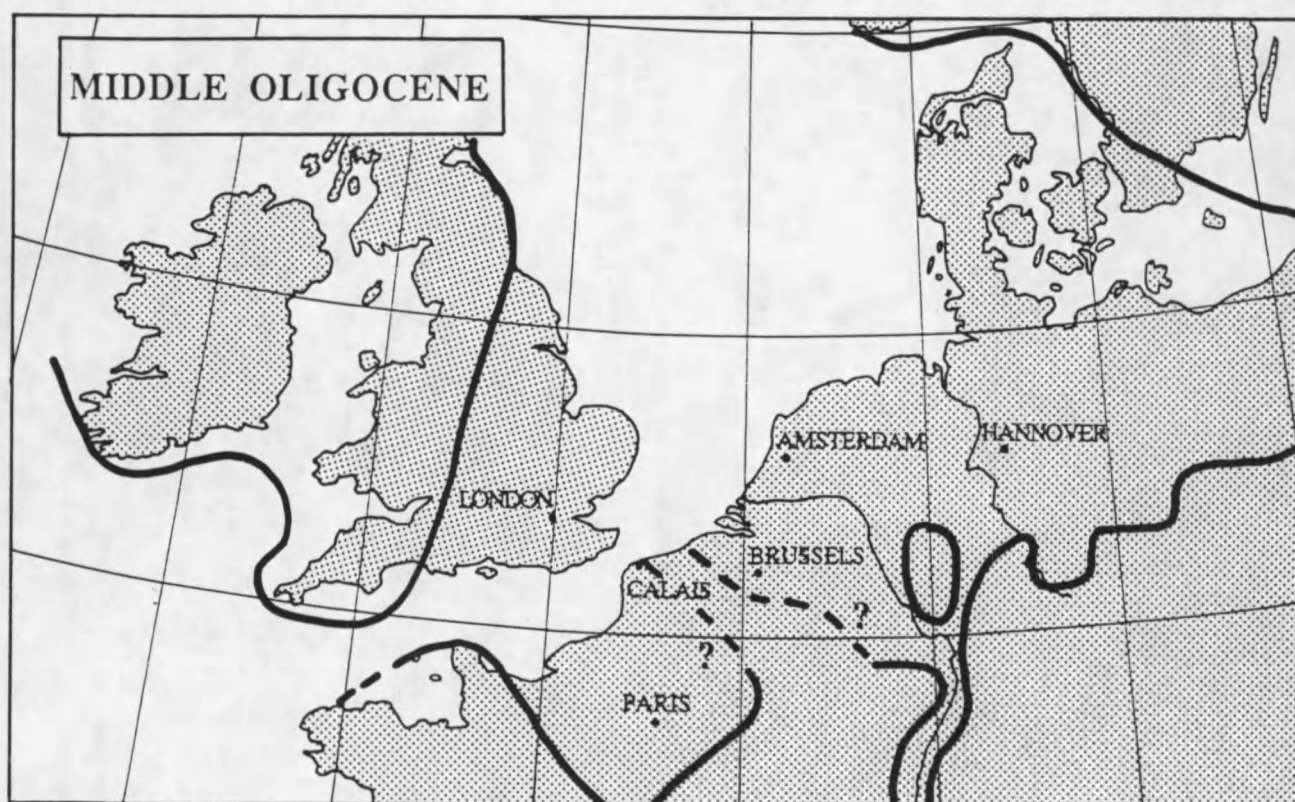 MIDDLE OLIGOCENE
AMSTERDAM
HANNOVER
LONDON
BRUSSELS
CALAIS
?
?
PARIS